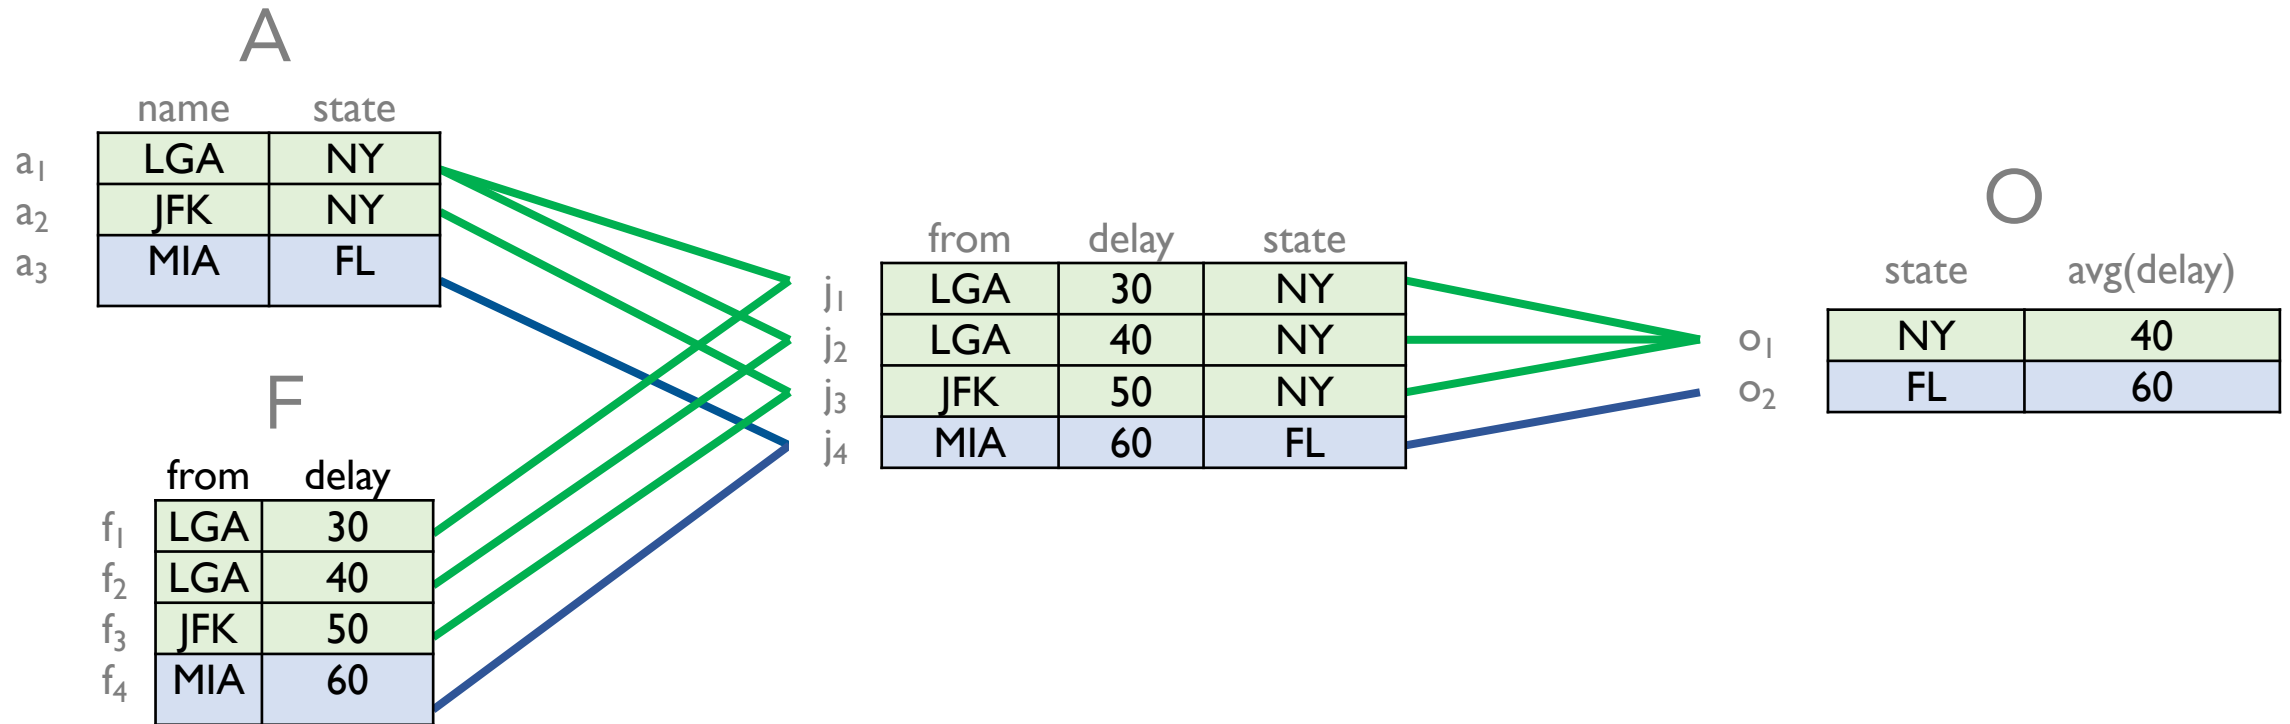 A
name state
a1 LGA NY
a2 JFK NY
a3 MIA FL
F
from delay
f1 LGA 30
f2 LGA 40
f3 JFK 50
f4 MIA 60
from delay state
j1 LGA 30 NY
j2 LGA 40 NY
j3 JFK 50 NY
j4 MIA 60 FL
O
state avg(delay)
o1 NY 40
o2 FL 60